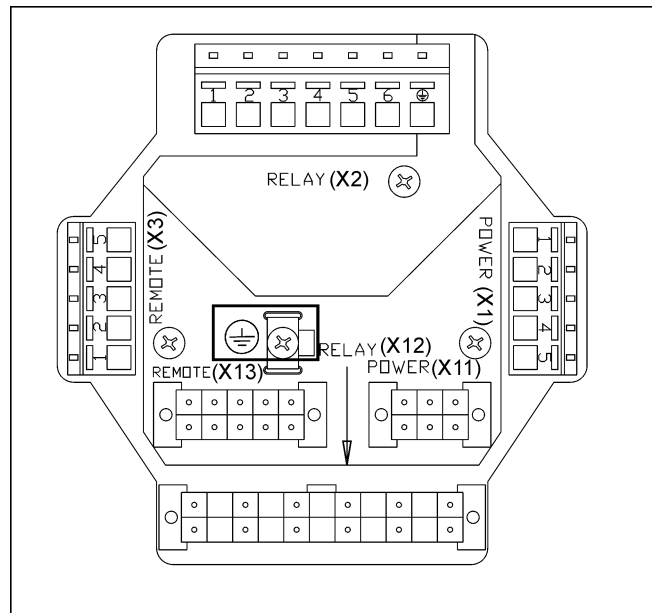 1 2 3 4 5 6
RELAY (X2)
5 4 3 2 1
REMOTE (X3)
POWER (X1)
1 2 3 4 5
RELAY (X12)
REMOTE (X13)
POWER (X11)